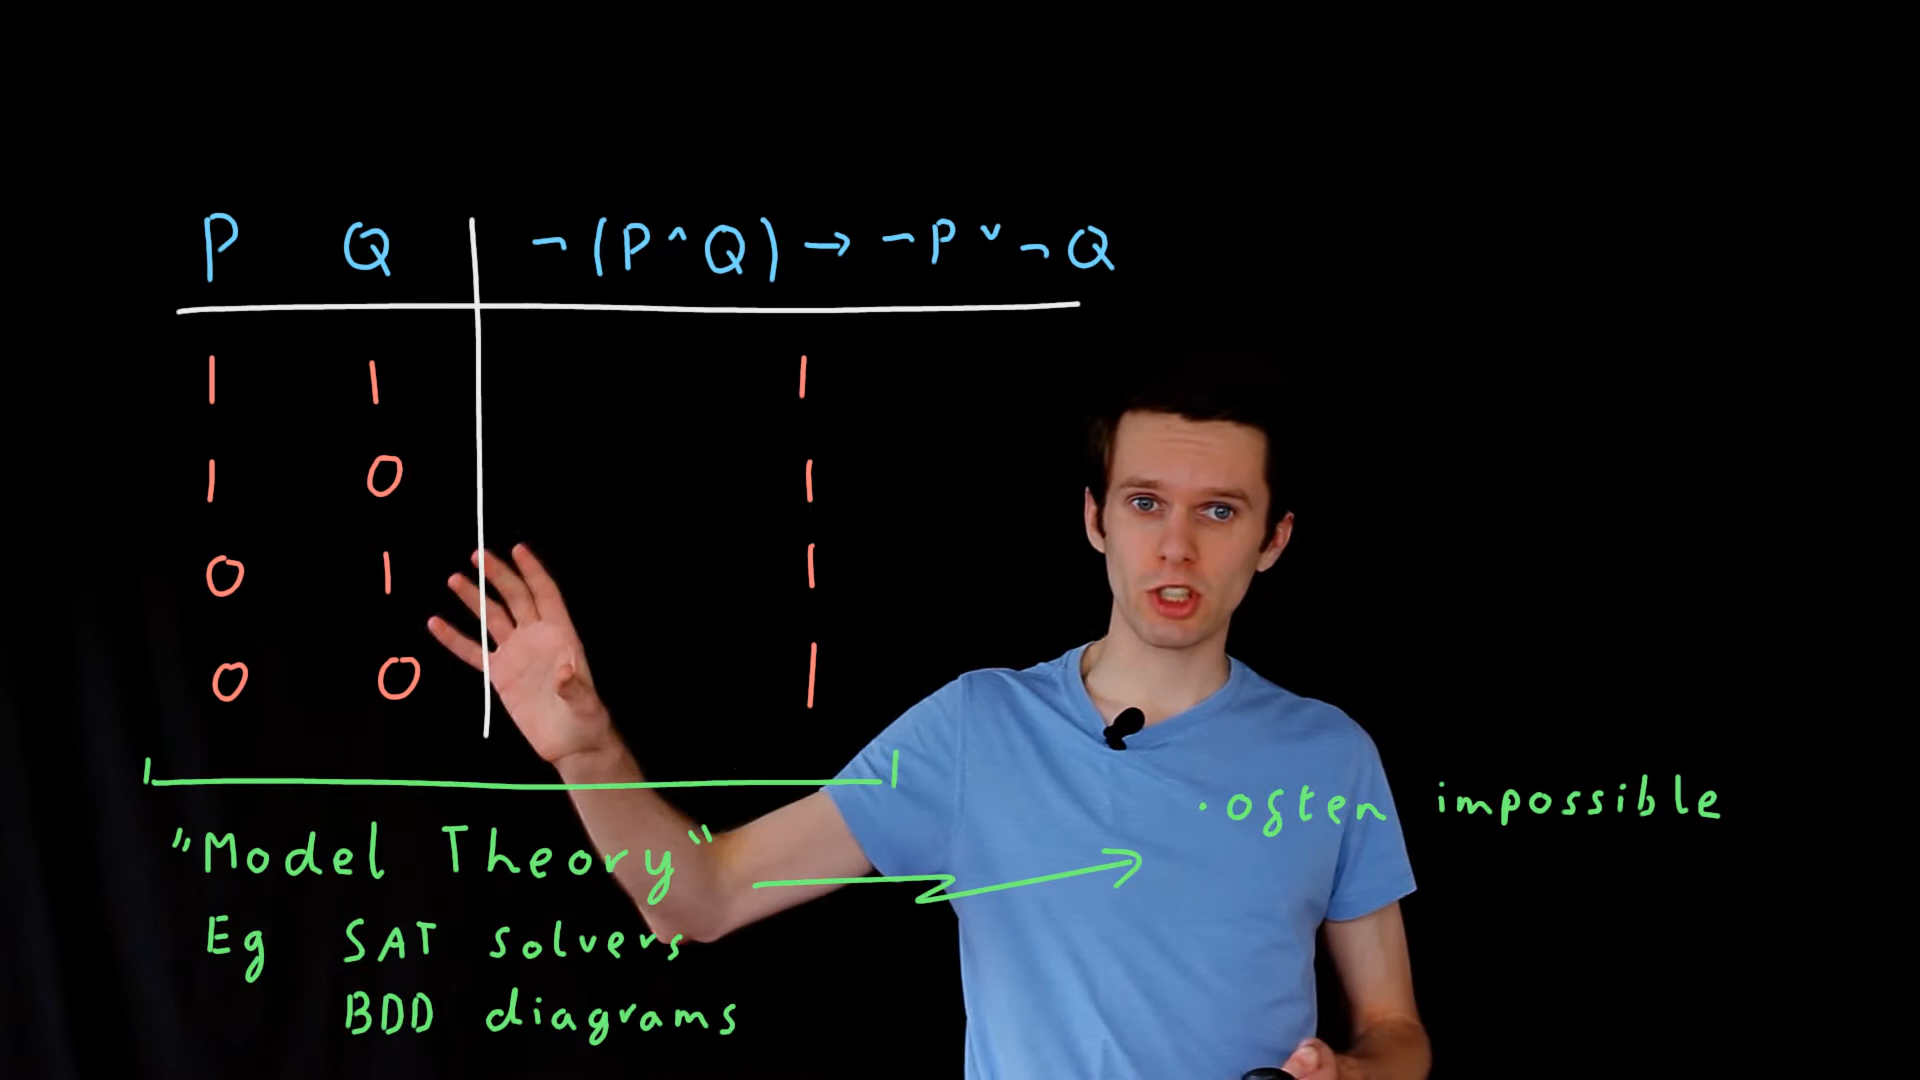 P Q ¬(P ^ Q) → ¬P ˅ ¬Q
1 1 1
1 0 1
0 1 1
0 0 1
· often impossible
"Model Theory"
Eg SAT solvers
BDD diagrams